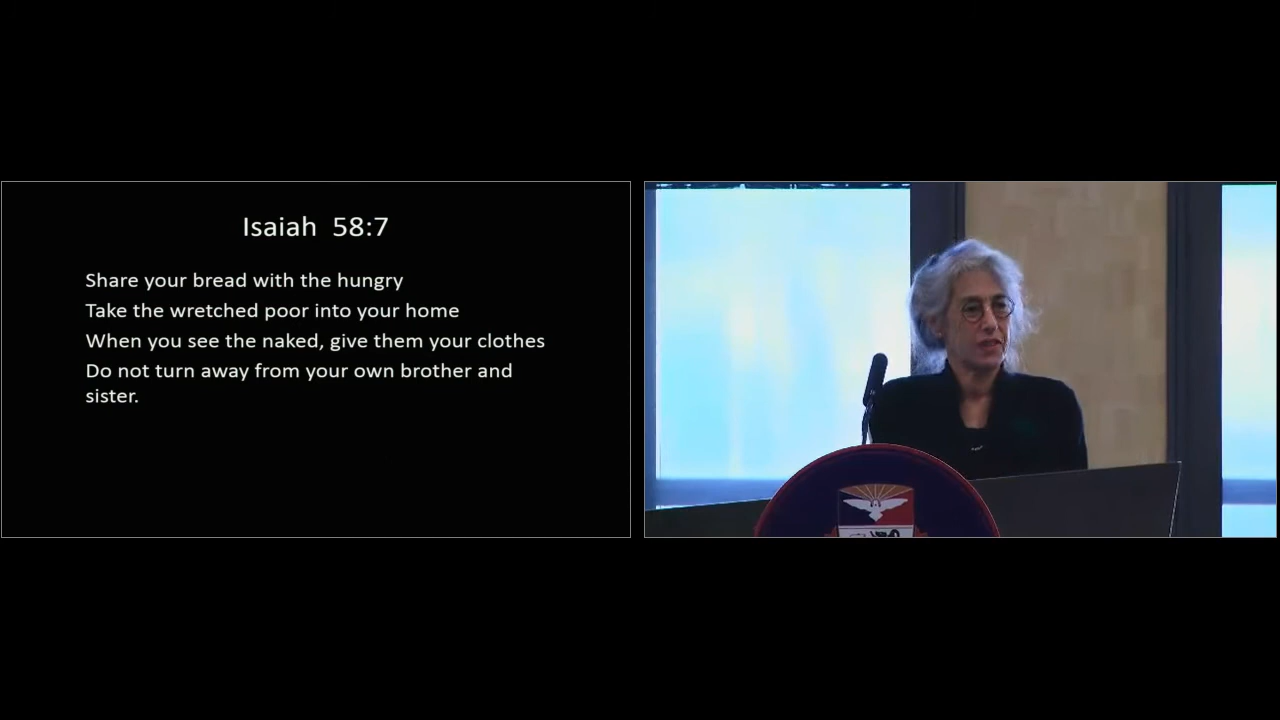 Isaiah 58:7
Share your bread with the hungry
Take the wretched poor into your home
When you see the naked, give them your clothes
Do not turn away from your own brother and
sister.